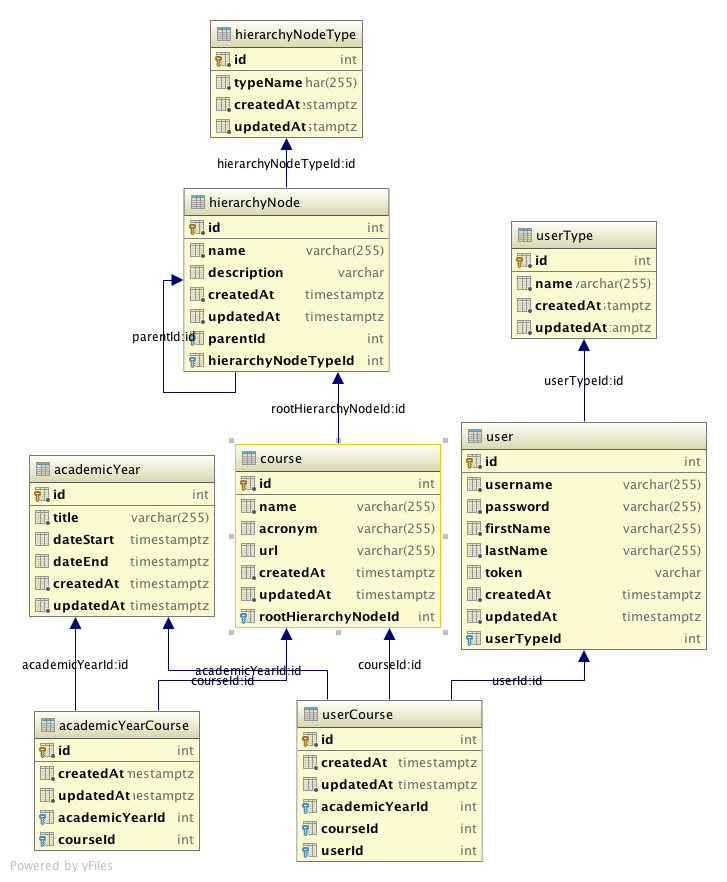 hierarchyNodeType
id int
typeName har(255)
createdAt estamptz
updatedAt stamptz
hierarchyNodeTypeId:id
hierarchyNode
id int
name varchar(255)
description varchar
createdAt timestamptz
updatedAt timestamptz
parentId int
hierarchyNodeTypeId int
parentId:id
userType
id int
name varchar(255)
createdAt stamptz
updatedAt tamptz
userTypeId:id
rootHierarchyNodeId:id
user
id int
username varchar(255)
password varchar(255)
firstName varchar(255)
lastName varchar(255)
token varchar
createdAt timestamptz
updatedAt timestamptz
userTypeId int
course
id int
name varchar(255)
acronym varchar(255)
url varchar(255)
createdAt timestamptz
updatedAt timestamptz
rootHierarchyNodeId int
academicYear
id int
title varchar(255)
dateStart timestamptz
dateEnd timestamptz
createdAt timestamptz
updatedAt timestamptz
academicYearId:id
academicYearId:id
courseId:id
courseId:id
userId:id
academicYearCourse
id int
createdAt mestamptz
updatedAt mestamptz
academicYearId int
courseId int
userCourse
id int
createdAt timestamptz
updatedAt timestamptz
academicYearId int
courseId int
userId int
Powered by yFiles